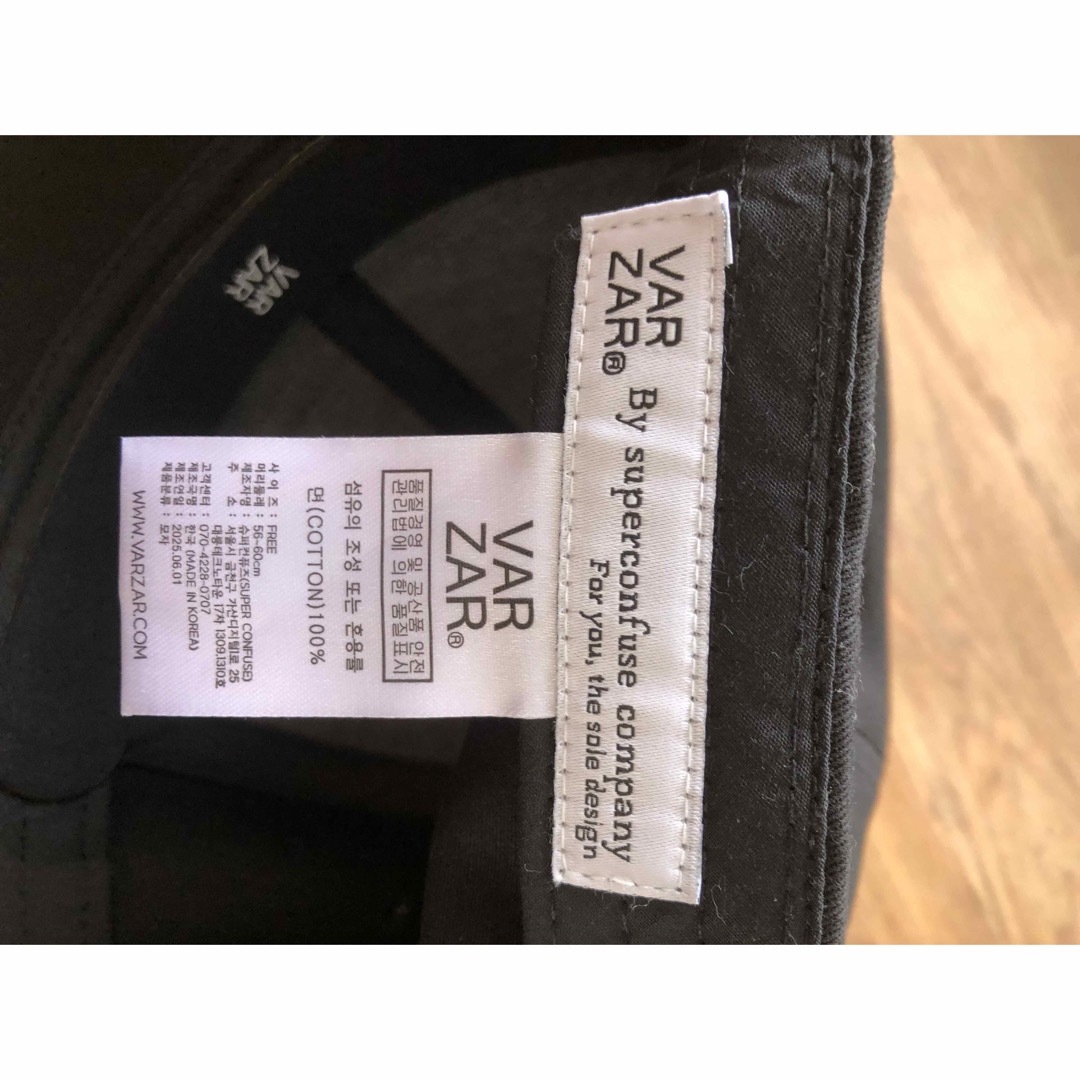 VAR
ZAR
VAR
ZAR®
By superconfuse company
For you, the sole design
VAR
ZAR®
품질경영 및 공산품 안전
관리법에 의한 품질표시
섬유의 조성 또는 혼용률
면(COTTON)100%
사 이 즈 : FREE
머리둘레 : 56-60cm
제조자명 : 슈퍼컨퓨즈(SUPER CONFUSE)
주 소 : 서울시 금천구 가산디지털로 25
대륭테크노타운 17차 1309,1310호
고객센터 : 070-4228-0707
제조국명 : 한국 (MADE IN KOREA)
제조연월 : 2025.06.01
제품분류 : 모자
WWW.VARZAR.COM